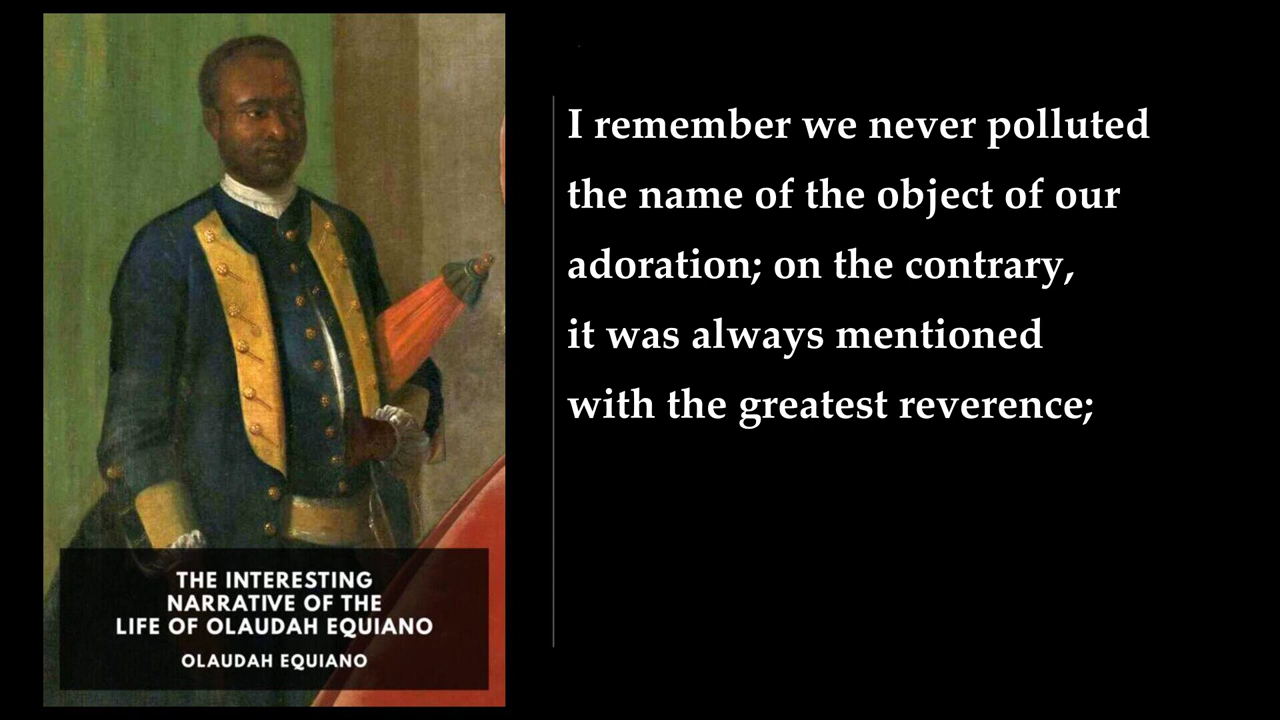 THE INTERESTING
NARRATIVE OF THE
LIFE OF OLAUDAH EQUIANO
OLAUDAH EQUIANO
I remember we never polluted
the name of the object of our
adoration; on the contrary,
it was always mentioned
with the greatest reverence;